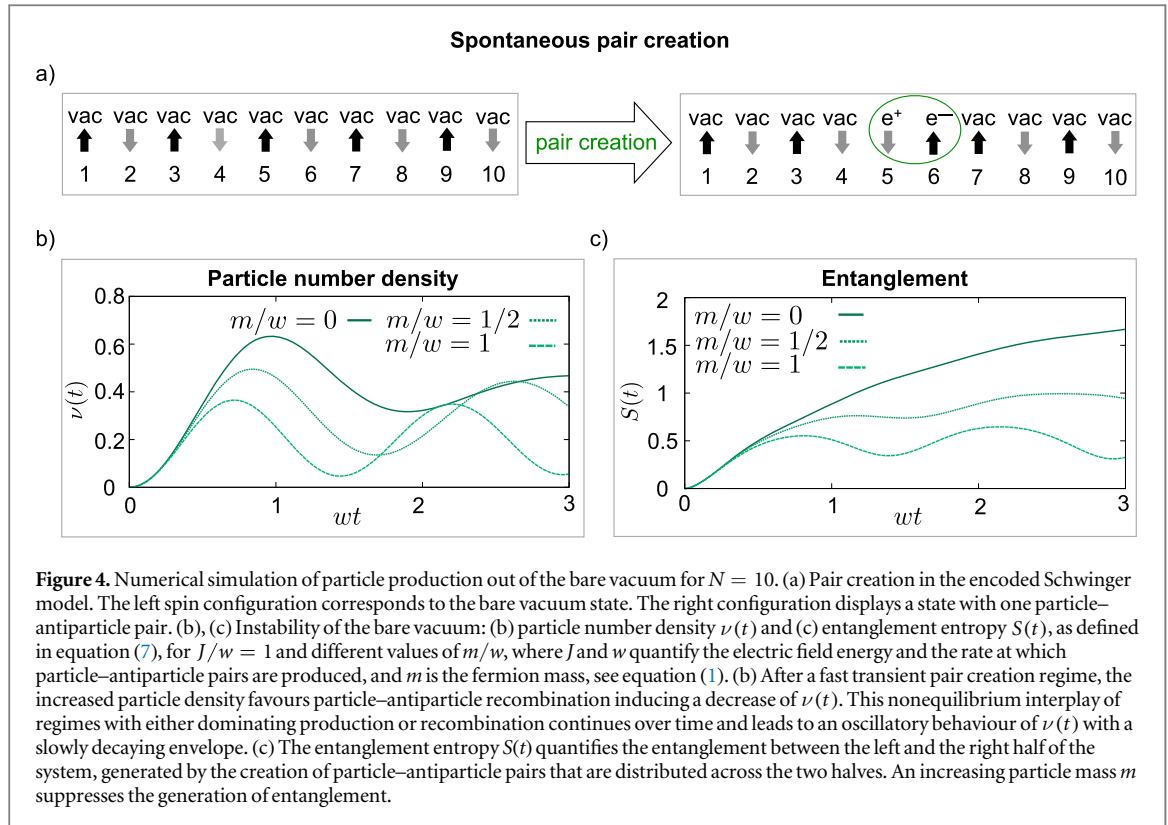 Spontaneous pair creation
a)
vac vac vac vac vac vac vac vac vac vac
1 2 3 4 5 6 7 8 9 10
pair creation
vac vac vac vac e⁺ e⁻ vac vac vac vac
1 2 3 4 5 6 7 8 9 10
b)
Particle number density
0.8
0.6
0.4
0.2
0
ν(t)
m/w = 0
m/w = 1/2
m/w = 1
0 1 2 3
wt
c)
Entanglement
2
1.5
1
0.5
0
S(t)
m/w = 0
m/w = 1/2
m/w = 1
0 1 2 3
wt
Figure 4. Numerical simulation of particle production out of the bare vacuum for N = 10. (a) Pair creation in the encoded Schwinger
model. The left spin configuration corresponds to the bare vacuum state. The right configuration displays a state with one particle–
antiparticle pair. (b), (c) Instability of the bare vacuum: (b) particle number density ν(t) and (c) entanglement entropy S(t), as defined
in equation (7), for J/w = 1 and different values of m/w, where J and w quantify the electric field energy and the rate at which
particle–antiparticle pairs are produced, and m is the fermion mass, see equation (1). (b) After a fast transient pair creation regime, the
increased particle density favours particle–antiparticle recombination inducing a decrease of ν(t). This nonequilibrium interplay of
regimes with either dominating production or recombination continues over time and leads to an oscillatory behaviour of ν(t) with a
slowly decaying envelope. (c) The entanglement entropy S(t) quantifies the entanglement between the left and the right half of the
system, generated by the creation of particle–antiparticle pairs that are distributed across the two halves. An increasing particle mass m
suppresses the generation of entanglement.